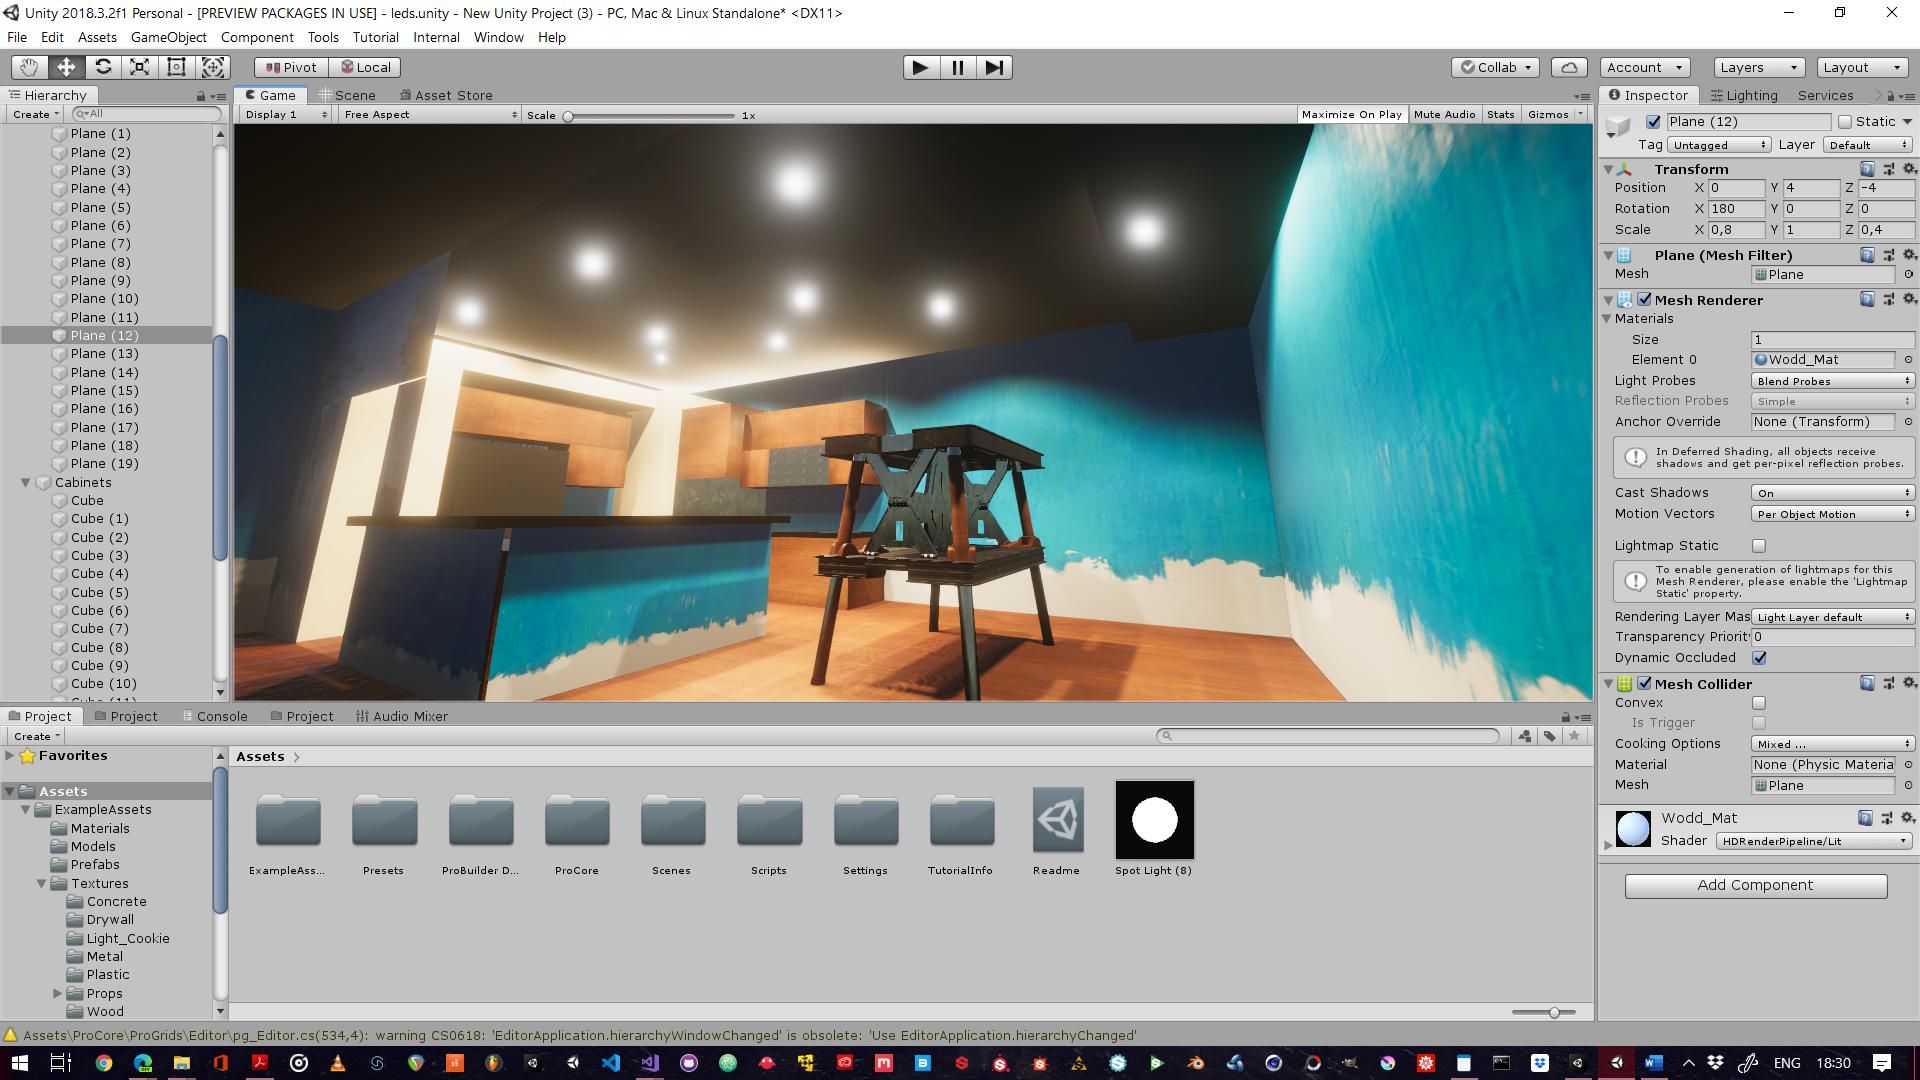 Unity 2018.3.2f1 Personal - [PREVIEW PACKAGES IN USE] - leds.unity - New Unity Project (3) - PC, Mac & Linux Standalone* <DX11>
File Edit Assets GameObject Component Tools Tutorial Internal Window Help
Pivot Local Collab Account Layers Layout
Hierarchy Game Scene Asset Store Inspector Lighting Services
Create All Display 1 Free Aspect Scale 1x Maximize On Play Mute Audio Stats Gizmos
Plane (1)
Plane (2)
Plane (3)
Plane (4)
Plane (5)
Plane (6)
Plane (7)
Plane (8)
Plane (9)
Plane (10)
Plane (11)
Plane (12)
Plane (13)
Plane (14)
Plane (15)
Plane (16)
Plane (17)
Plane (18)
Plane (19)
Cabinets
Cube
Cube (1)
Cube (2)
Cube (3)
Cube (4)
Cube (5)
Cube (6)
Cube (7)
Cube (8)
Cube (9)
Cube (10)
Plane (12) Static
Tag Untagged Layer Default
Transform
Position X 0 Y 4 Z -4
Rotation X 180 Y 0 Z 0
Scale X 0,8 Y 1 Z 0,4
Plane (Mesh Filter)
Mesh Plane
Mesh Renderer
Materials
Size 1
Element 0 Wodd_Mat
Light Probes Blend Probes
Reflection Probes Simple
Anchor Override None (Transform)
In Deferred Shading, all objects receive
shadows and get per-pixel reflection probes.
Cast Shadows On
Motion Vectors Per Object Motion
Lightmap Static
To enable generation of lightmaps for this
Mesh Renderer, please enable the 'Lightmap
Static' property.
Rendering Layer Mas Light Layer default
Transparency Priorit 0
Dynamic Occluded
Mesh Collider
Convex
Is Trigger
Cooking Options Mixed ...
Material None (Physic Materia
Mesh Plane
Wodd_Mat
Shader HDRenderPipeline/Lit
Add Component
Project Project Console Project Audio Mixer
Create
Favorites
Assets
ExampleAssets
Materials
Models
Prefabs
Textures
Concrete
Drywall
Light_Cookie
Metal
Plastic
Props
Wood
Assets
ExampleAss... Presets ProBuilder D... ProCore Scenes Scripts Settings TutorialInfo Readme Spot Light (8)
Assets\ProCore\ProGrids\Editor\pg_Editor.cs(534,4): warning CS0618: 'EditorApplication.hierarchyWindowChanged' is obsolete: 'Use EditorApplication.hierarchyChanged'
ENG 18:30